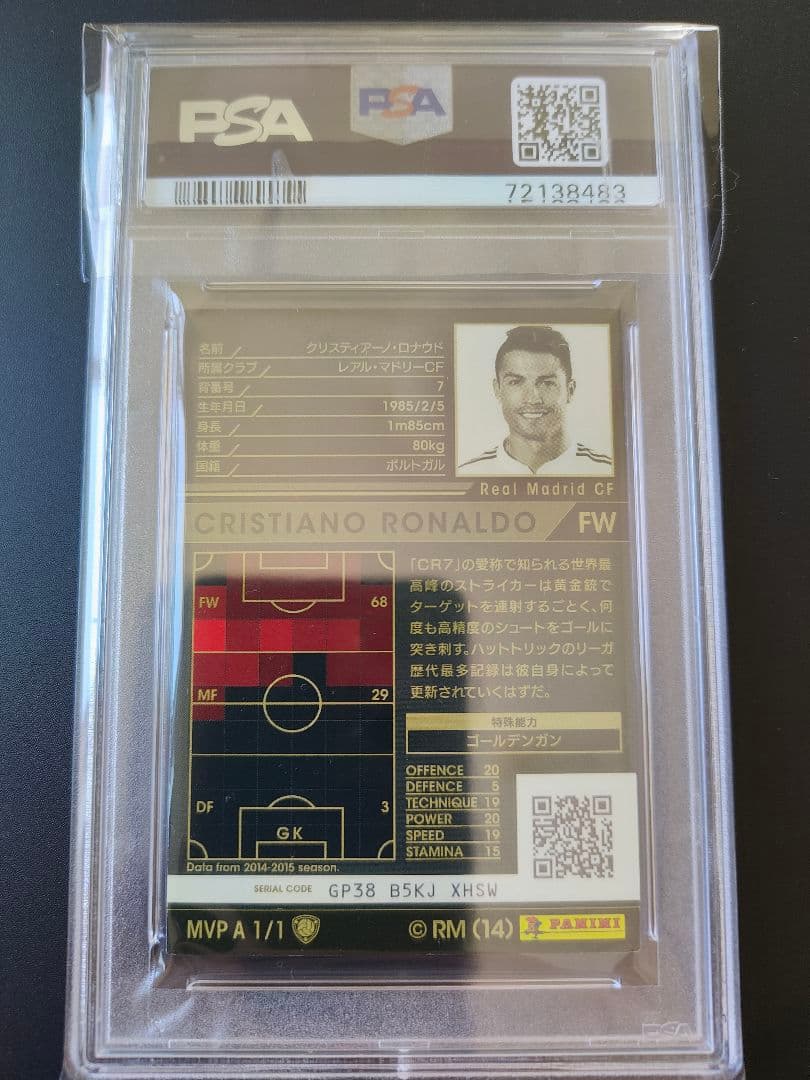 PSA
PSA
72138483
名前 クリスティアーノ・ロナウド
所属クラブ レアル・マドリーCF
背番号 7
生年月日 1985/2/5
身長 1m85cm
体重 80kg
国籍 ポルトガル
Real Madrid CF
CRISTIANO RONALDO FW
FW 68
MF 29
DF 3
GK
Data from 2014-2015 season.
「CR7」の愛称で知られる世界最
高峰のストライカーは黄金銃で
ターゲットを連射するごとく、何
度も高精度のシュートをゴールに
突き刺す。ハットトリックのリーガ
歴代最多記録は彼自身によって
更新されていくはずだ。
特殊能力
ゴールデンガン
OFFENCE 20
DEFENCE 5
TECHNIQUE 19
POWER 20
SPEED 19
STAMINA 15
SERIAL CODE GP38 B5KJ XHSW
MVP A 1/1 © RM (14) PANINI
PSA